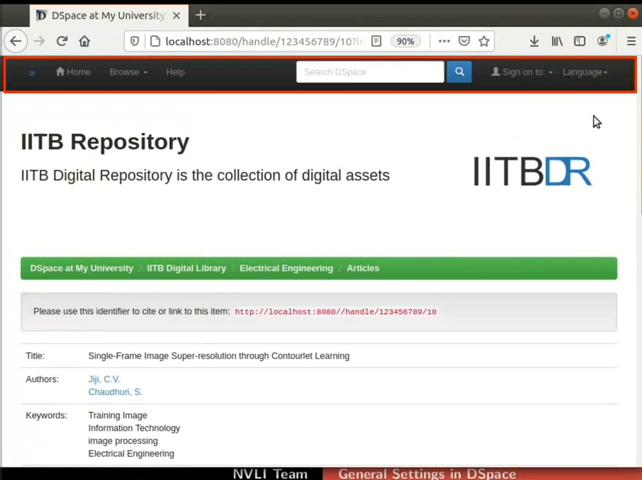 DSpace at My University
localhost:8080/handle/123456789/10?l
90%
Home
Browse
Help
Search DSpace
Sign on to:
Language
IITB Repository
IITB Digital Repository is the collection of digital assets
IITBDR
DSpace at My University / IITB Digital Library / Electrical Engineering / Articles
Please use this identifier to cite or link to this item: http://localhost:8080//handle/123456789/10
Title: Single-Frame Image Super-resolution through Contourlet Learning
Authors: Jiji, C.V.
Chaudhuri, S.
Keywords: Training Image
Information Technology
image processing
Electrical Engineering
NVLI Team General Settings in DSpace